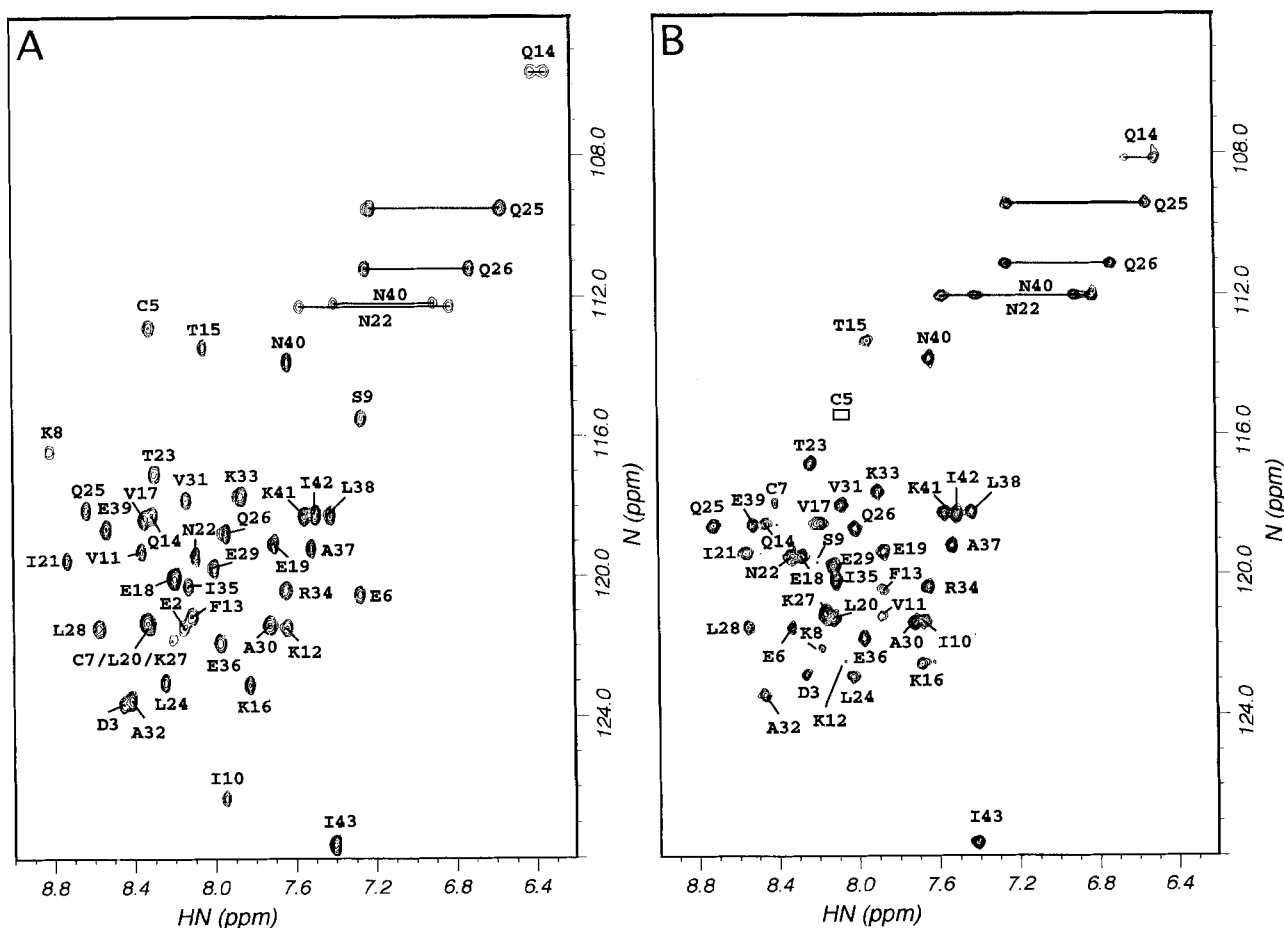 A
Q14
108.0
Q25
Q26
112.0
N40
N22
C5
T15
N40
S9
116.0
N (ppm)
K8
T23
V31
K33
I42
Q25
V17
K41
L38
E39
Q26
N22
Q14
V11
E29
A37
I21
E19
120.0
E18
I35
R34
E6
E2
F13
L28
A30
K12
C7/L20/K27
E36
L24
K16
D3
A32
124.0
I10
I43
8.8
8.4
8.0
7.6
7.2
6.8
6.4
HN (ppm)
B
Q14
108.0
Q25
Q26
112.0
N40
N22
T15
N40
C5
116.0
N (ppm)
T23
K33
I42
V31
Q25
C7
K41
L38
E39
V17
Q26
S9
Q14
E19
A37
I21
E29
N22
E18
120.0
I35
F13
R34
K27
L20
V11
L28
K8
A30
I10
E6
E36
K16
D3
L24
K12
A32
124.0
I43
8.8
8.4
8.0
7.6
7.2
6.8
6.4
HN (ppm)